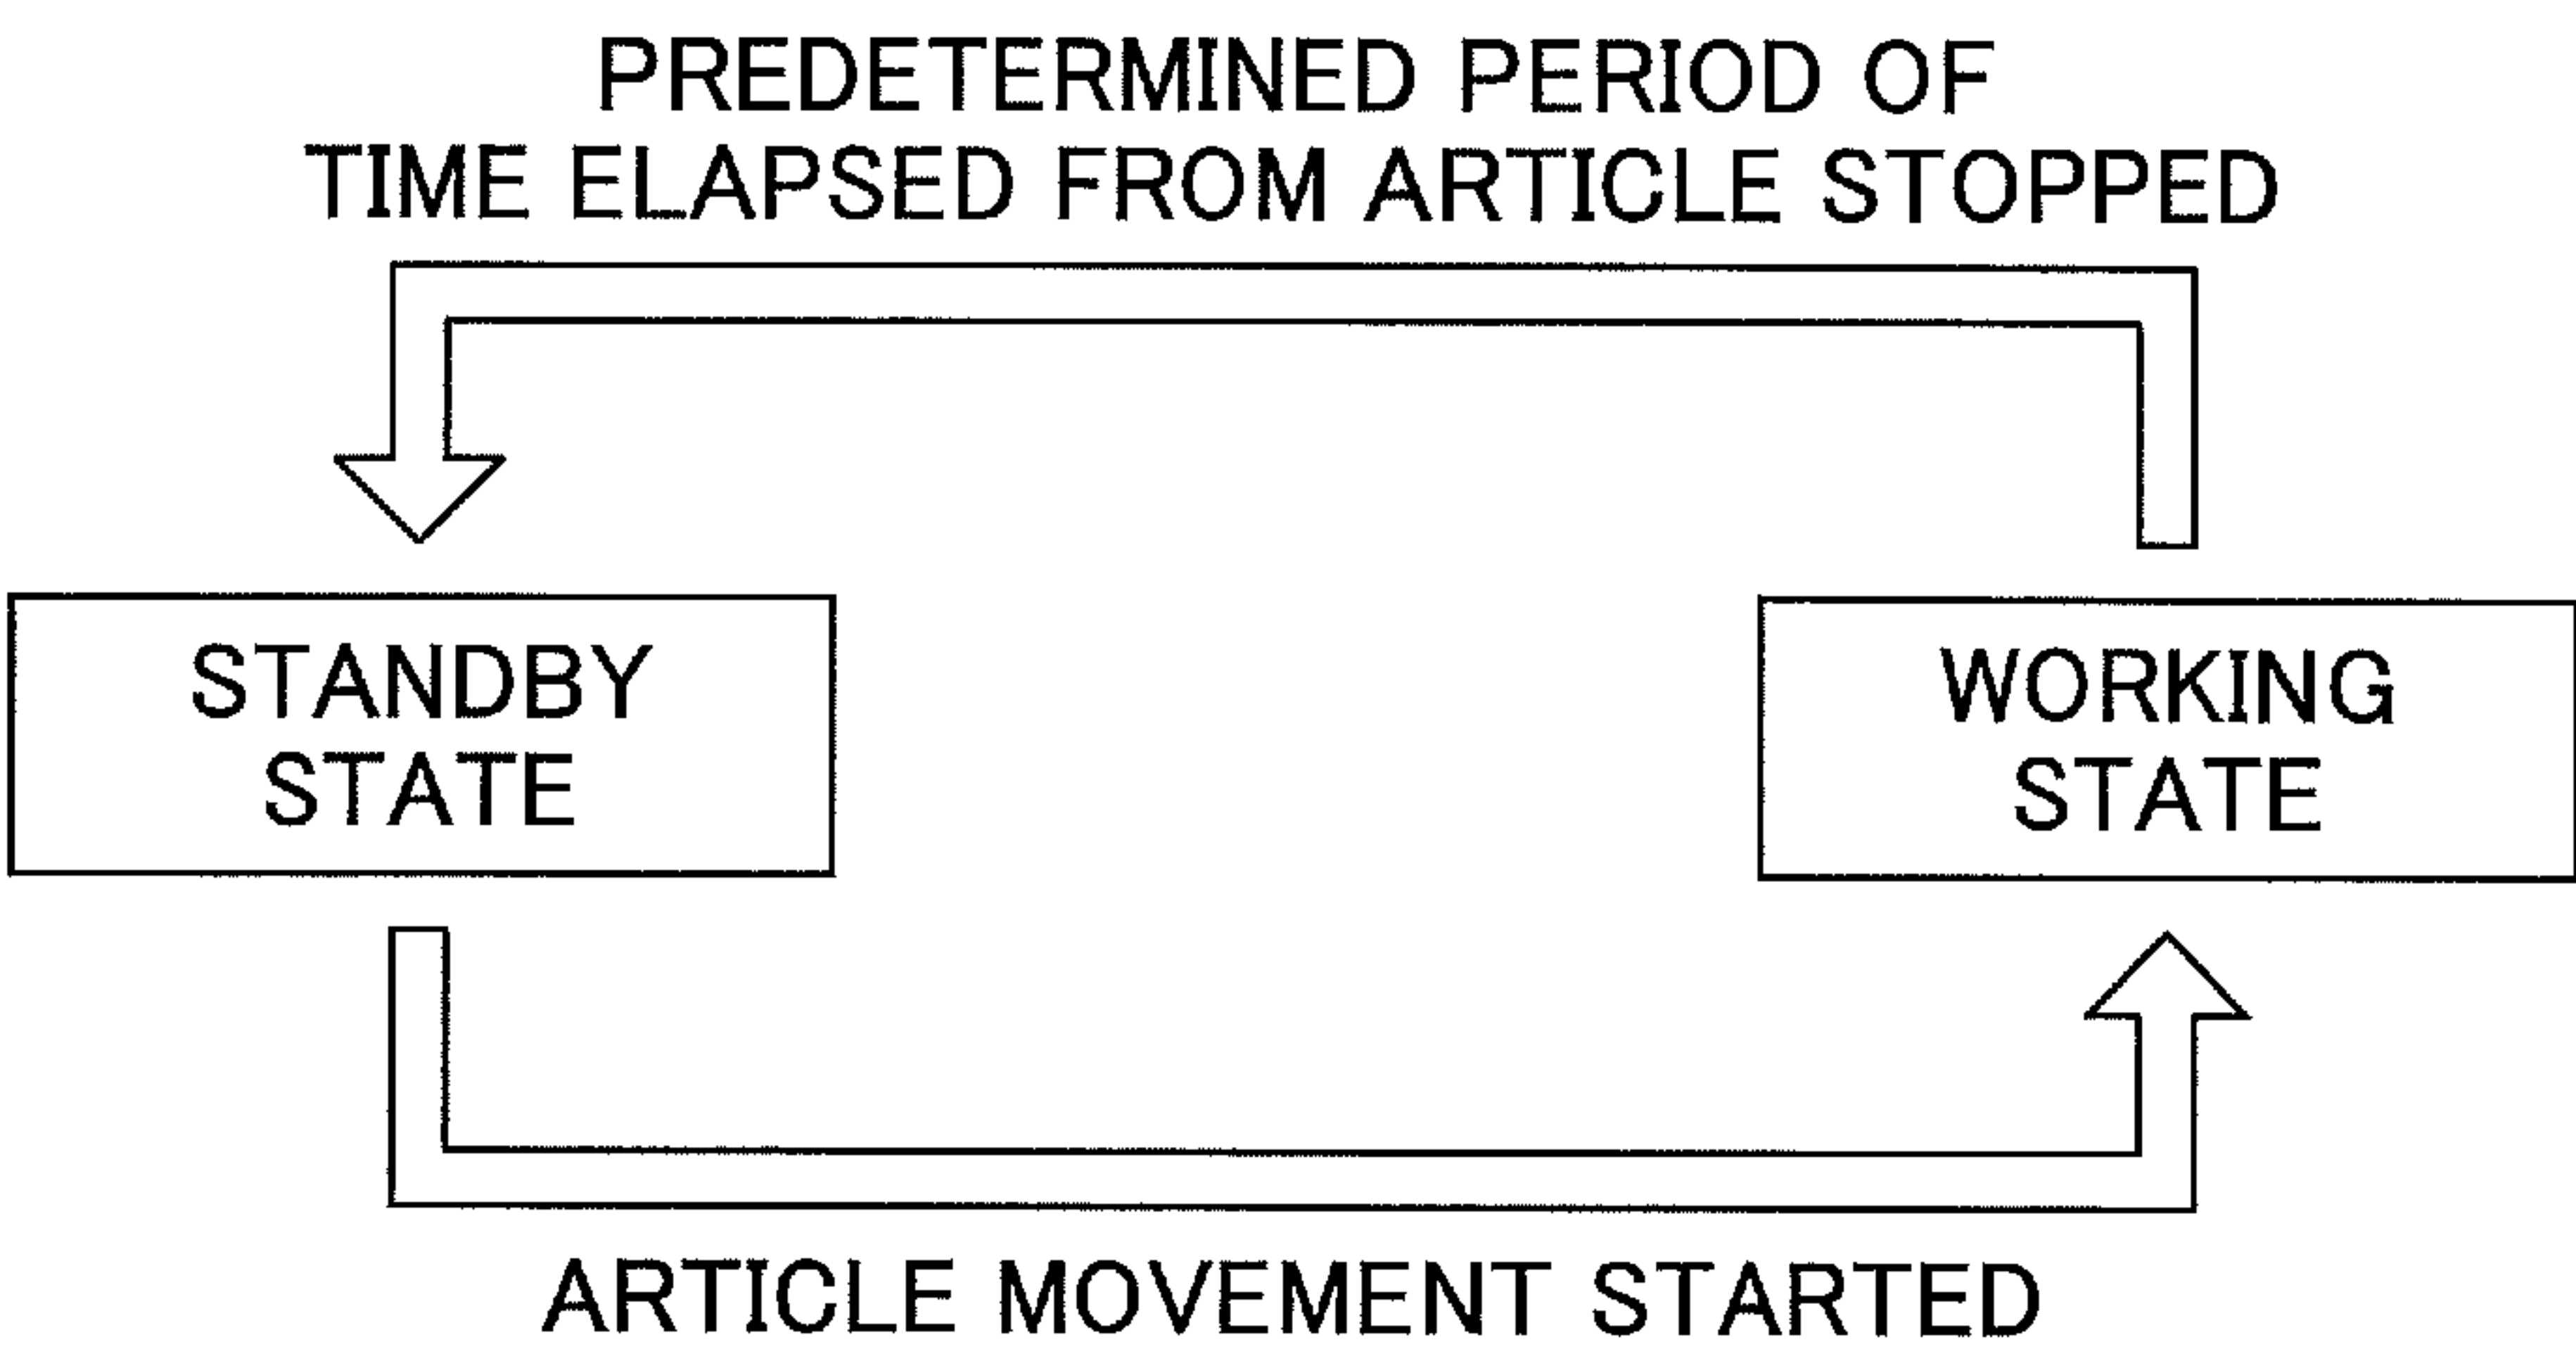 PREDETERMINED PERIOD OF
TIME ELAPSED FROM ARTICLE STOPPED
STANDBY
STATE
WORKING
STATE
ARTICLE MOVEMENT STARTED